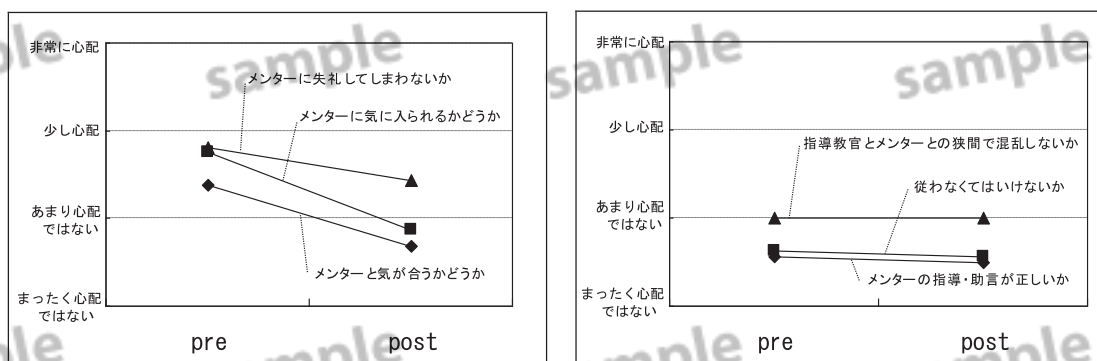 sample
sample
sample
sample
非常に心配
メンターに失礼してしまわないか
メンターに気に入られるかどうか
少し心配
あまり心配
ではない
メンターと気が合うかどうか
まったく心配
ではない
pre
post
非常に心配
少し心配
指導教官とメンターとの狭間で混乱しないか
従わなくてはいけないか
あまり心配
ではない
メンターの指導・助言が正しいか
まったく心配
ではない
pre
post
sample
sample
sample
sample